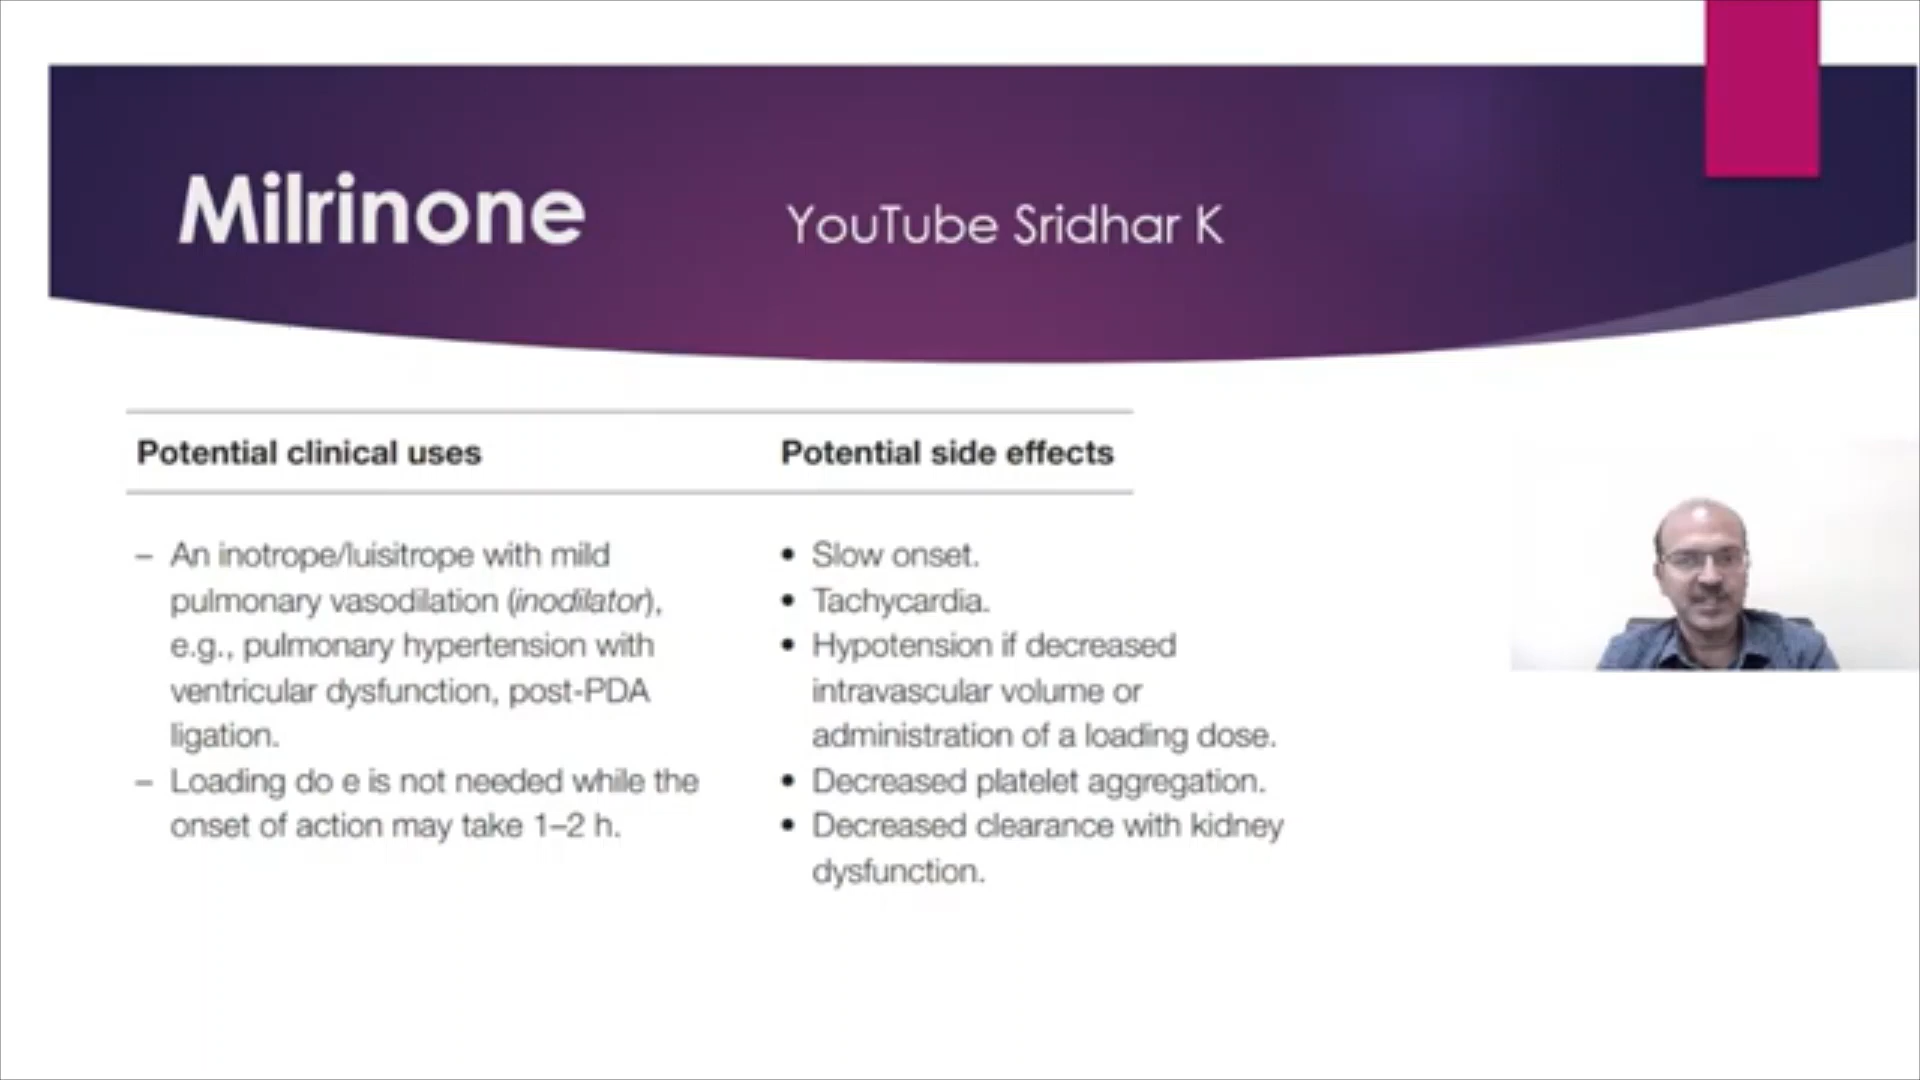 Milrinone
YouTube Sridhar K
Potential clinical uses
Potential side effects
– An inotrope/luisitrope with mild
pulmonary vasodilation (inodilator),
e.g., pulmonary hypertension with
ventricular dysfunction, post-PDA
ligation.
– Loading do e is not needed while the
onset of action may take 1–2 h.
• Slow onset.
• Tachycardia.
• Hypotension if decreased
intravascular volume or
administration of a loading dose.
• Decreased platelet aggregation.
• Decreased clearance with kidney
dysfunction.